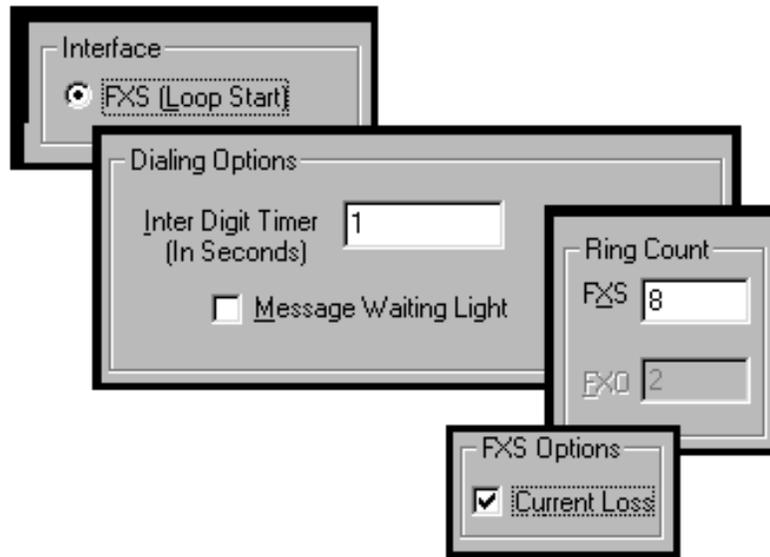 Interface
FXS (Loop Start)
Dialing Options
Inter Digit Timer
(In Seconds)
1
Message Waiting Light
Ring Count
FXS
8
FXO
2
FXS Options
Current Loss